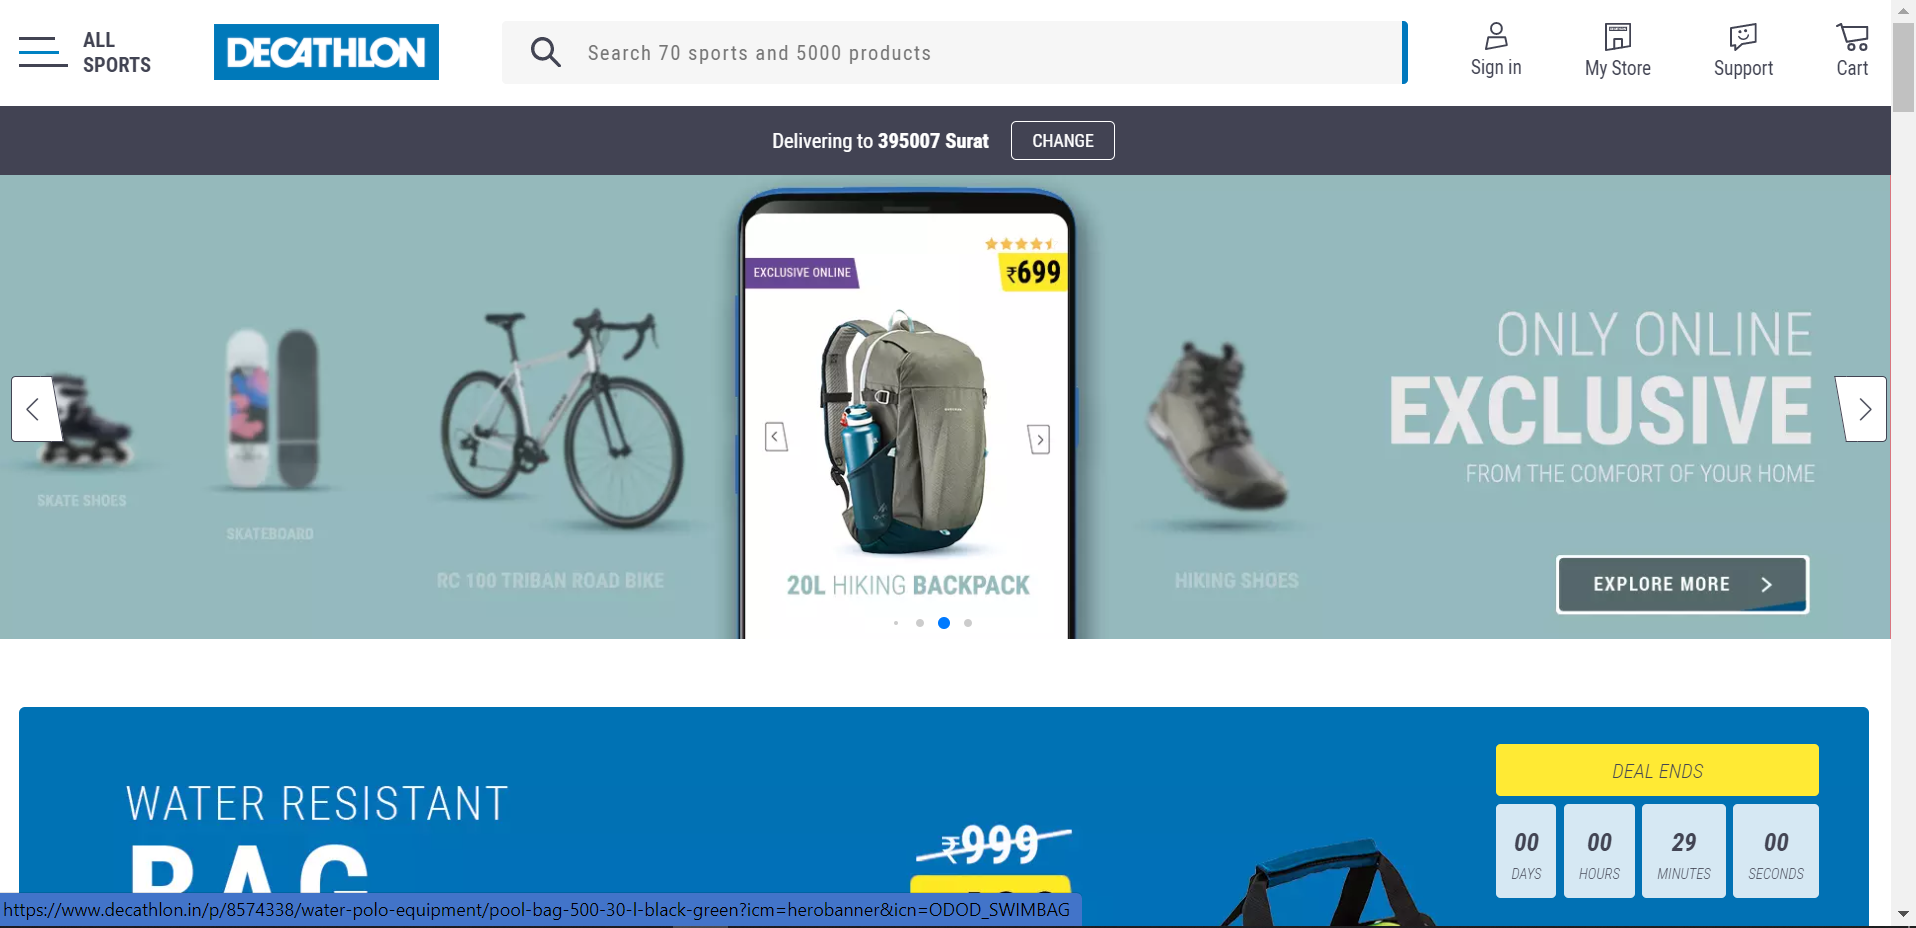 ALL
SPORTS
DECATHLON
Search 70 sports and 5000 products
Sign in
My Store
Support
Cart
Delivering to 395007 Surat
CHANGE
EXCLUSIVE ONLINE
₹699
SKATE SHOES
SKATEBOARD
RC 100 TRIBAN ROAD BIKE
20L HIKING BACKPACK
HIKING SHOES
ONLY ONLINE
EXCLUSIVE
FROM THE COMFORT OF YOUR HOME
EXPLORE MORE
WATER RESISTANT
BAG
₹999
DEAL ENDS
00 00 29 00
DAYS HOURS MINUTES SECONDS
https://www.decathlon.in/p/8574338/water-polo-equipment/pool-bag-500-30-l-black-green?icm=herobanner&icn=ODOD_SWIMBAG